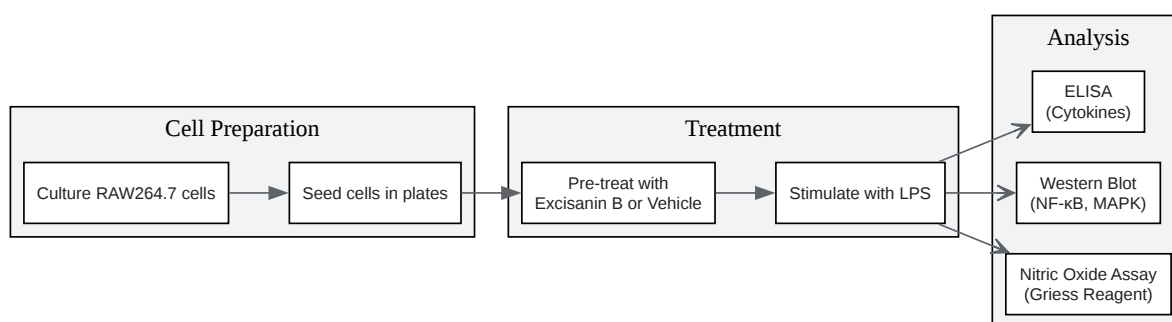 Cell Preparation
Culture RAW264.7 cells
Seed cells in plates
Treatment
Pre-treat with
Excisanin B or Vehicle
Stimulate with LPS
Analysis
ELISA
(Cytokines)
Western Blot
(NF-κB, MAPK)
Nitric Oxide Assay
(Griess Reagent)